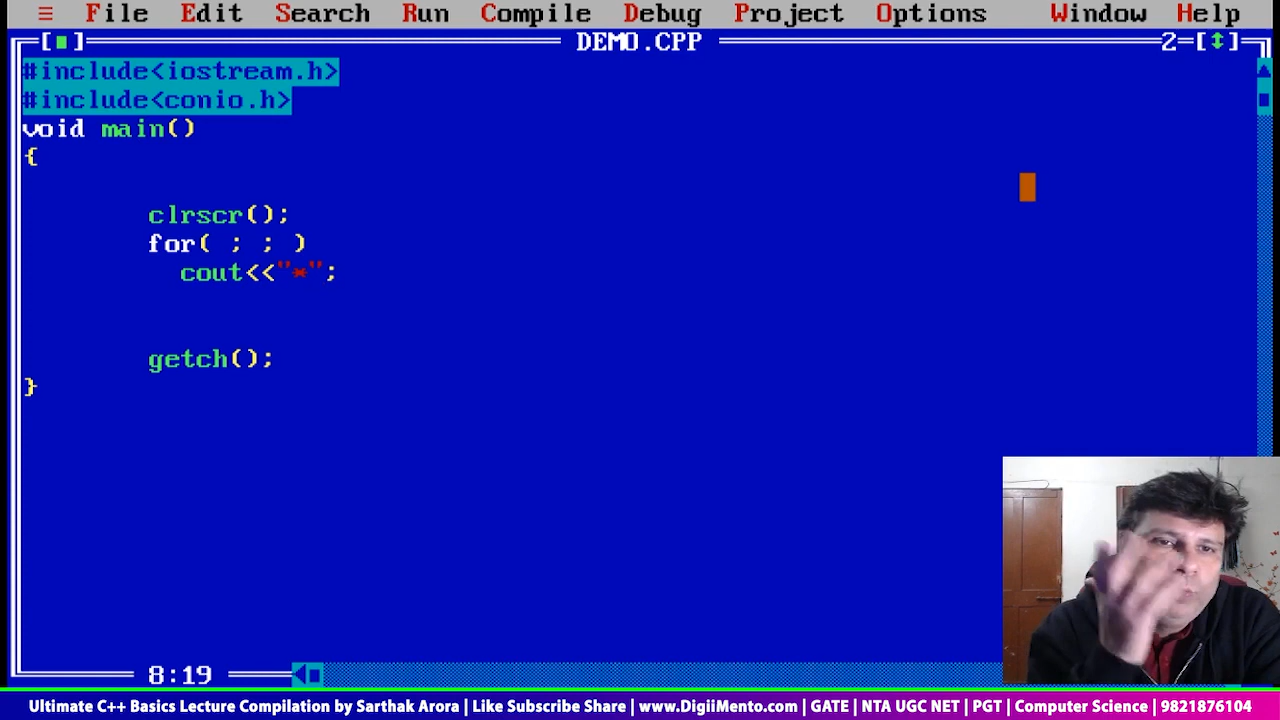 ≡ File Edit Search Run Compile Debug Project Options Window Help
[■] DEMO.CPP 2=[↕]
#include<iostream.h>
#include<conio.h>
void main()
{
clrscr();
for( ; ; )
cout<<"*";
getch();
}
8:19
Ultimate C++ Basics Lecture Compilation by Sarthak Arora | Like Subscribe Share | www.DigiiMento.com | GATE | NTA UGC NET | PGT | Computer Science | 9821876104